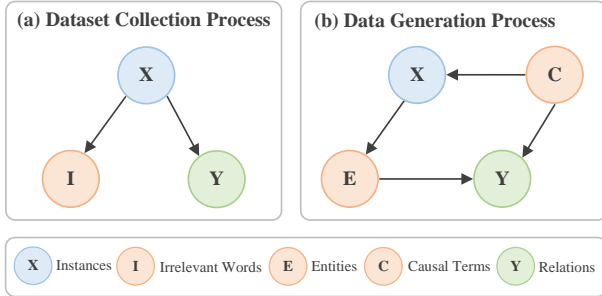 (a) Dataset Collection Process
X
I
Y
(b) Data Generation Process
X
C
E
Y
X Instances I Irrelevant Words E Entities C Causal Terms Y Relations